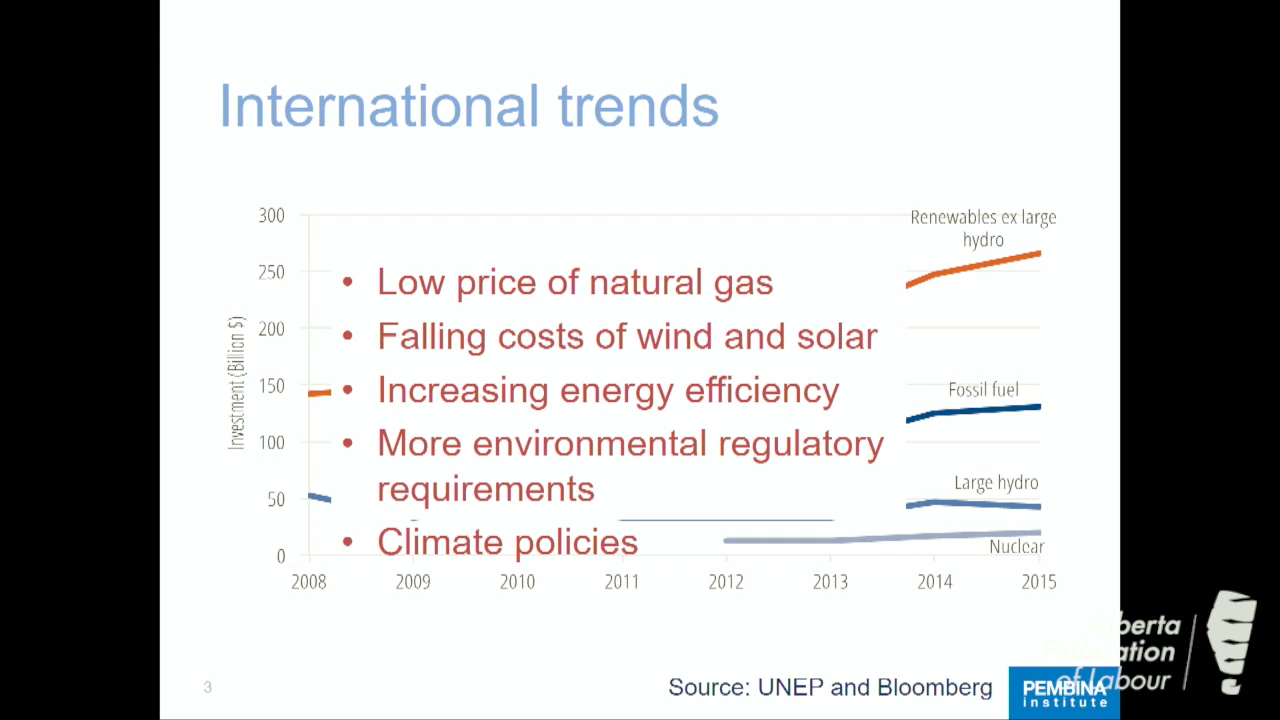 International trends
300
250
200
150
100
50
0
Investment (Billion $)
Renewables ex large
hydro
Fossil fuel
Large hydro
Nuclear
• Low price of natural gas
• Falling costs of wind and solar
• Increasing energy efficiency
• More environmental regulatory
requirements
• Climate policies
2008 2009 2010 2011 2012 2013 2014 2015
3
Source: UNEP and Bloomberg
PEMBINA
institute
Alberta
Federation
of Labour